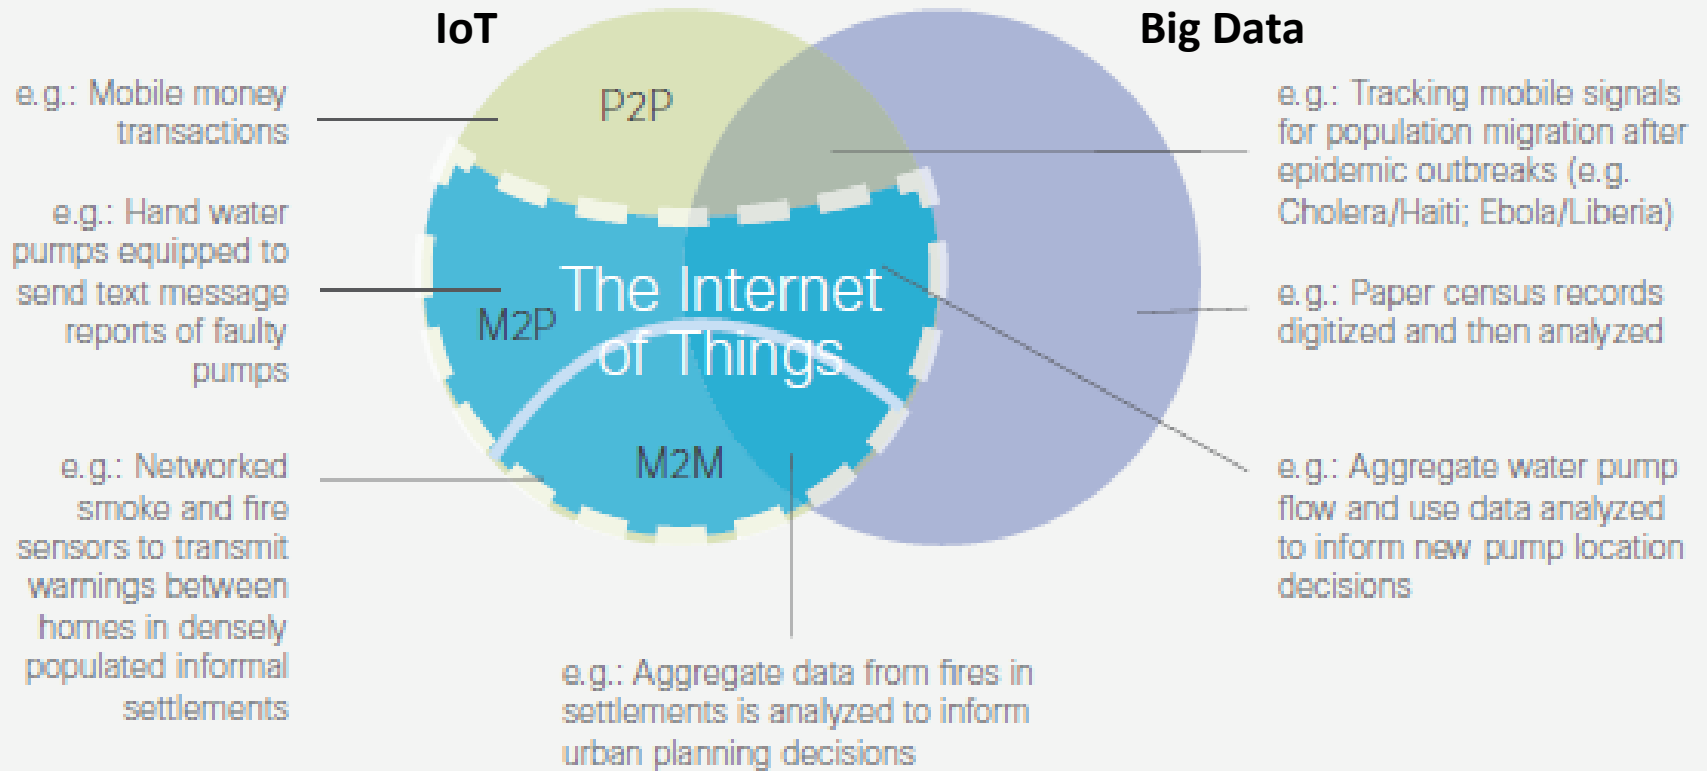 IoT
Big Data
e.g.: Mobile money
transactions
e.g.: Hand water
pumps equipped to
send text message
reports of faulty
pumps
e.g.: Networked
smoke and fire
sensors to transmit
warnings between
homes in densely
populated informal
settlements
P2P
The Internet
of Things
M2P
M2M
e.g.: Tracking mobile signals
for population migration after
epidemic outbreaks (e.g.
Cholera/Haiti; Ebola/Liberia)
e.g.: Paper census records
digitized and then analyzed
e.g.: Aggregate water pump
flow and use data analyzed
to inform new pump location
decisions
e.g.: Aggregate data from fires in
settlements is analyzed to inform
urban planning decisions